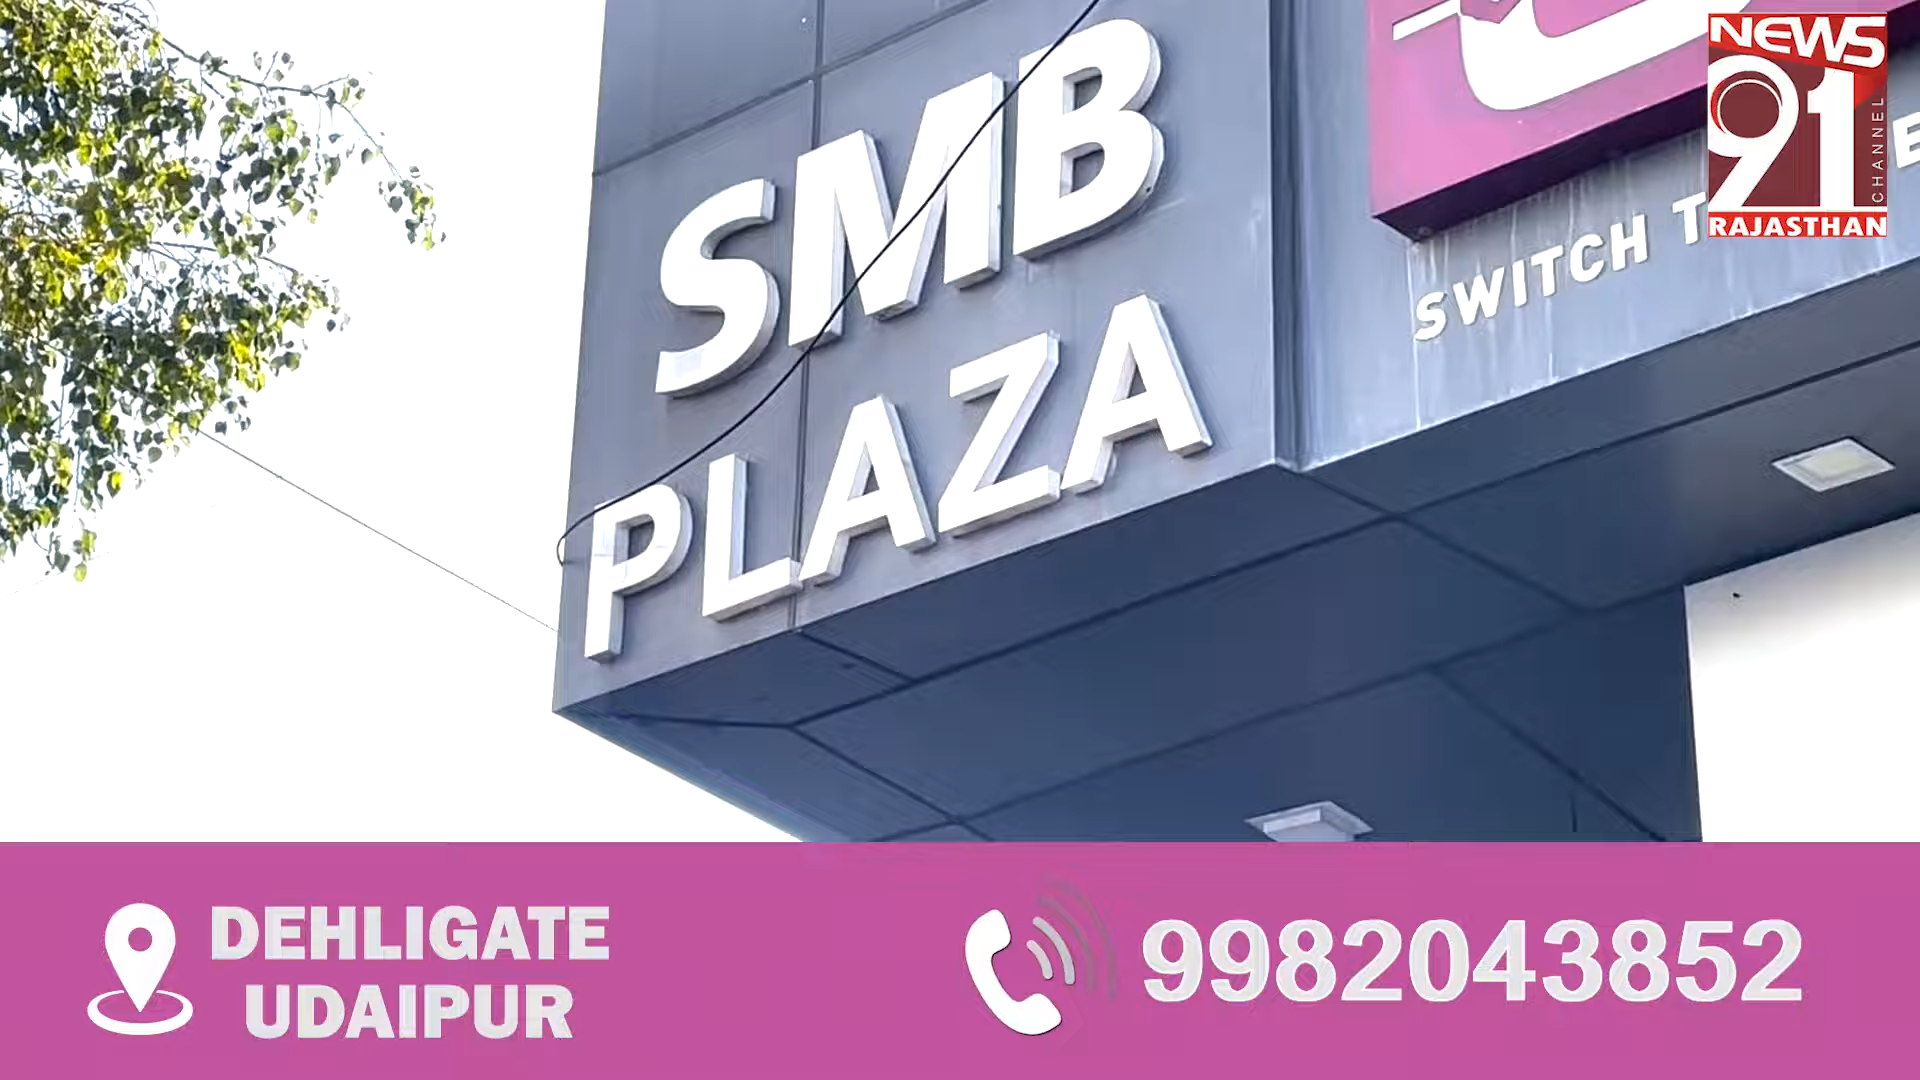 SMB
PLAZA
SWITCH
NEWS
91
CHANNEL
RAJASTHAN
DEHLIGATE
UDAIPUR
9982043852